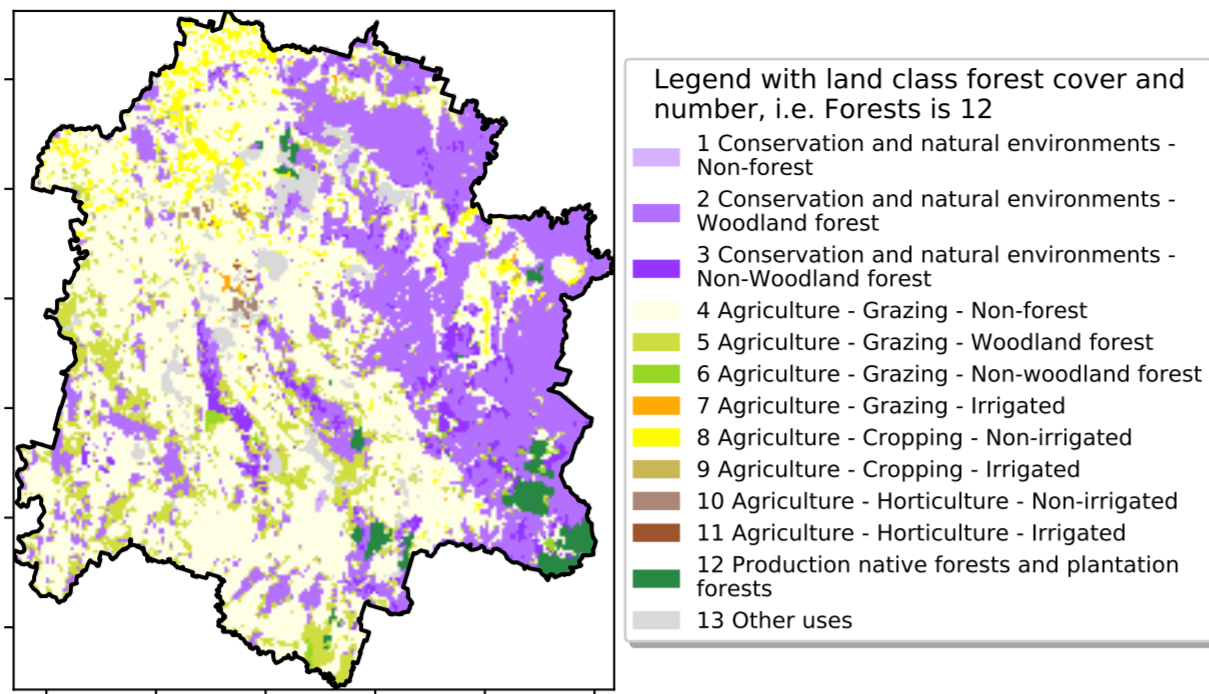 Legend with land class forest cover and
number, i.e. Forests is 12
1 Conservation and natural environments -
Non-forest
2 Conservation and natural environments -
Woodland forest
3 Conservation and natural environments -
Non-Woodland forest
4 Agriculture - Grazing - Non-forest
5 Agriculture - Grazing - Woodland forest
6 Agriculture - Grazing - Non-woodland forest
7 Agriculture - Grazing - Irrigated
8 Agriculture - Cropping - Non-irrigated
9 Agriculture - Cropping - Irrigated
10 Agriculture - Horticulture - Non-irrigated
11 Agriculture - Horticulture - Irrigated
12 Production native forests and plantation
forests
13 Other uses